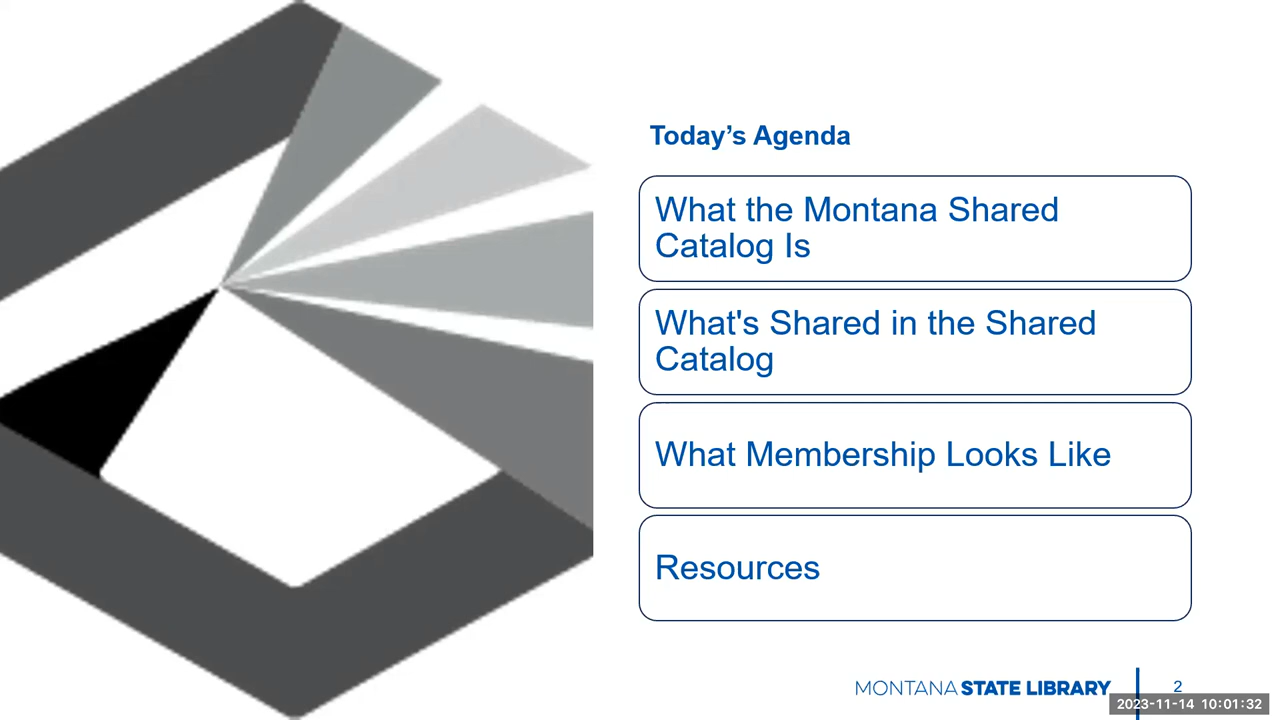 Today’s Agenda
What the Montana Shared
Catalog Is
What's Shared in the Shared
Catalog
What Membership Looks Like
Resources
MONTANA STATE LIBRARY
2
2023-11-14 10:01:32